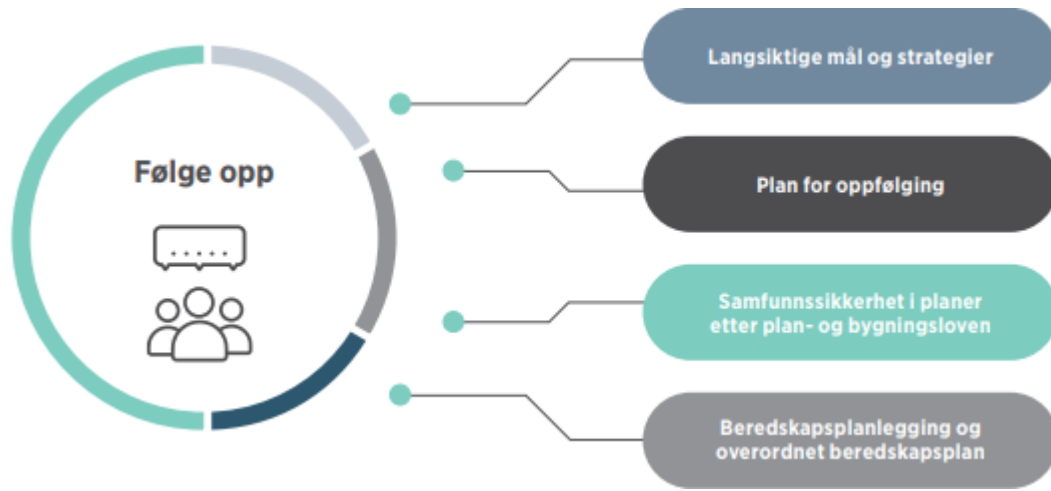 Følge opp
Langsiktige mål og strategier
Plan for oppfølging
Samfunnssikkerhet i planer
etter plan- og bygningsloven
Beredskapsplanlegging og
overordnet beredskapsplan